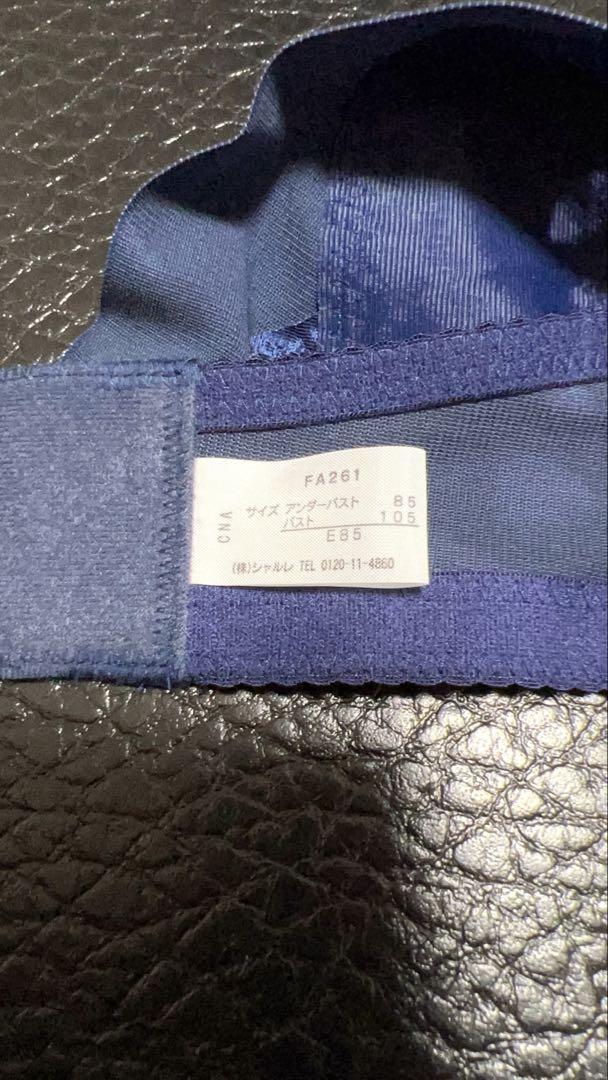 FA261
サイズ アンダーバスト 85
バスト 105
E85
(株)シャルレ TEL 0120-11-4860
CNA